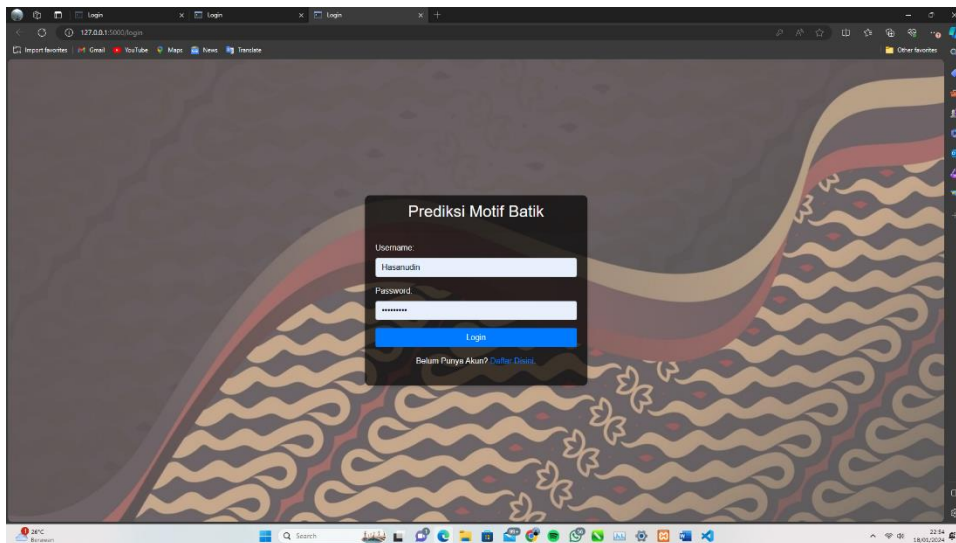 Login
Login
Login
127.0.0.1:5000/login
Import favorites
Gmail
YouTube
Maps
News
Translate
Other favorites
Prediksi Motif Batik
Username:
Hasanudin
Password:
Login
Belum Punya Akun? Daftar Disini.
26°C
Berawan
Search
22:54
18/01/2024